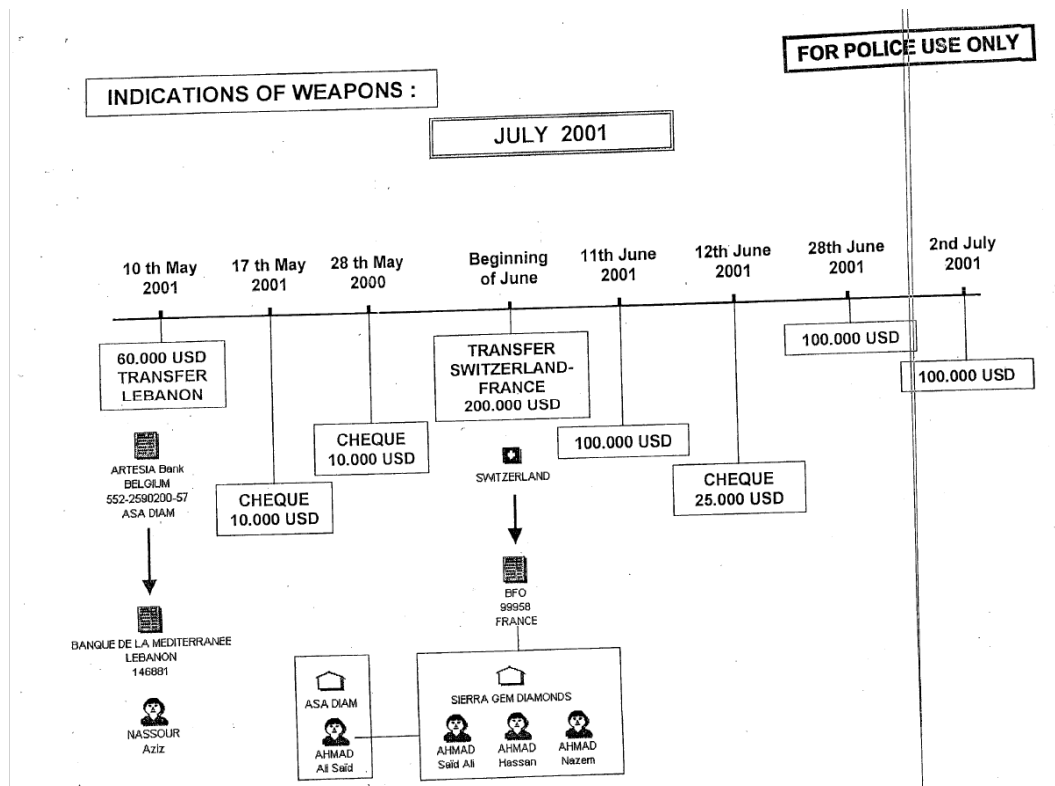 FOR POLICE USE ONLY
INDICATIONS OF WEAPONS :
JULY 2001
10 th May
2001
17 th May
2001
28 th May
2000
Beginning
of June
11th June
2001
12th June
2001
28th June
2001
2nd July
2001
60.000 USD
TRANSFER
LEBANON
CHEQUE
10.000 USD
CHEQUE
10.000 USD
TRANSFER
SWITZERLAND-
FRANCE
200.000 USD
100.000 USD
CHEQUE
25.000 USD
100.000 USD
100.000 USD
ARTESIA Bank
BELGIUM
552-2590200-57
ASA DIAM
SWITZERLAND
BFO
99958
FRANCE
BANQUE DE LA MEDITERRANEE
LEBANON
146881
NASSOUR
Aziz
ASA DIAM
AHMAD
Ali Saïd
SIERRA GEM DIAMONDS
AHMAD
Saïd Ali
AHMAD
Hassan
AHMAD
Nazem